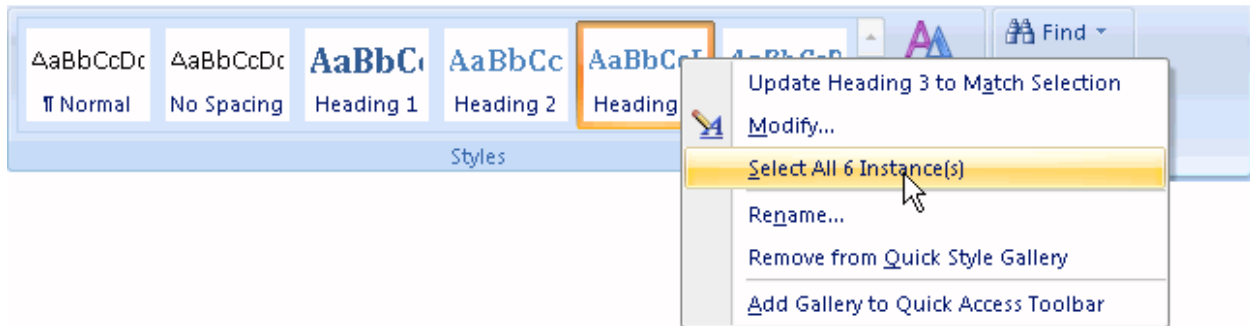 AaBbCcDc AaBbCcDc AaBbC AaBbCc AaBbCcI AaBbCcD Find
¶ Normal No Spacing Heading 1 Heading 2 Heading
Styles
Update Heading 3 to Match Selection
Modify...
Select All 6 Instance(s)
Rename...
Remove from Quick Style Gallery
Add Gallery to Quick Access Toolbar